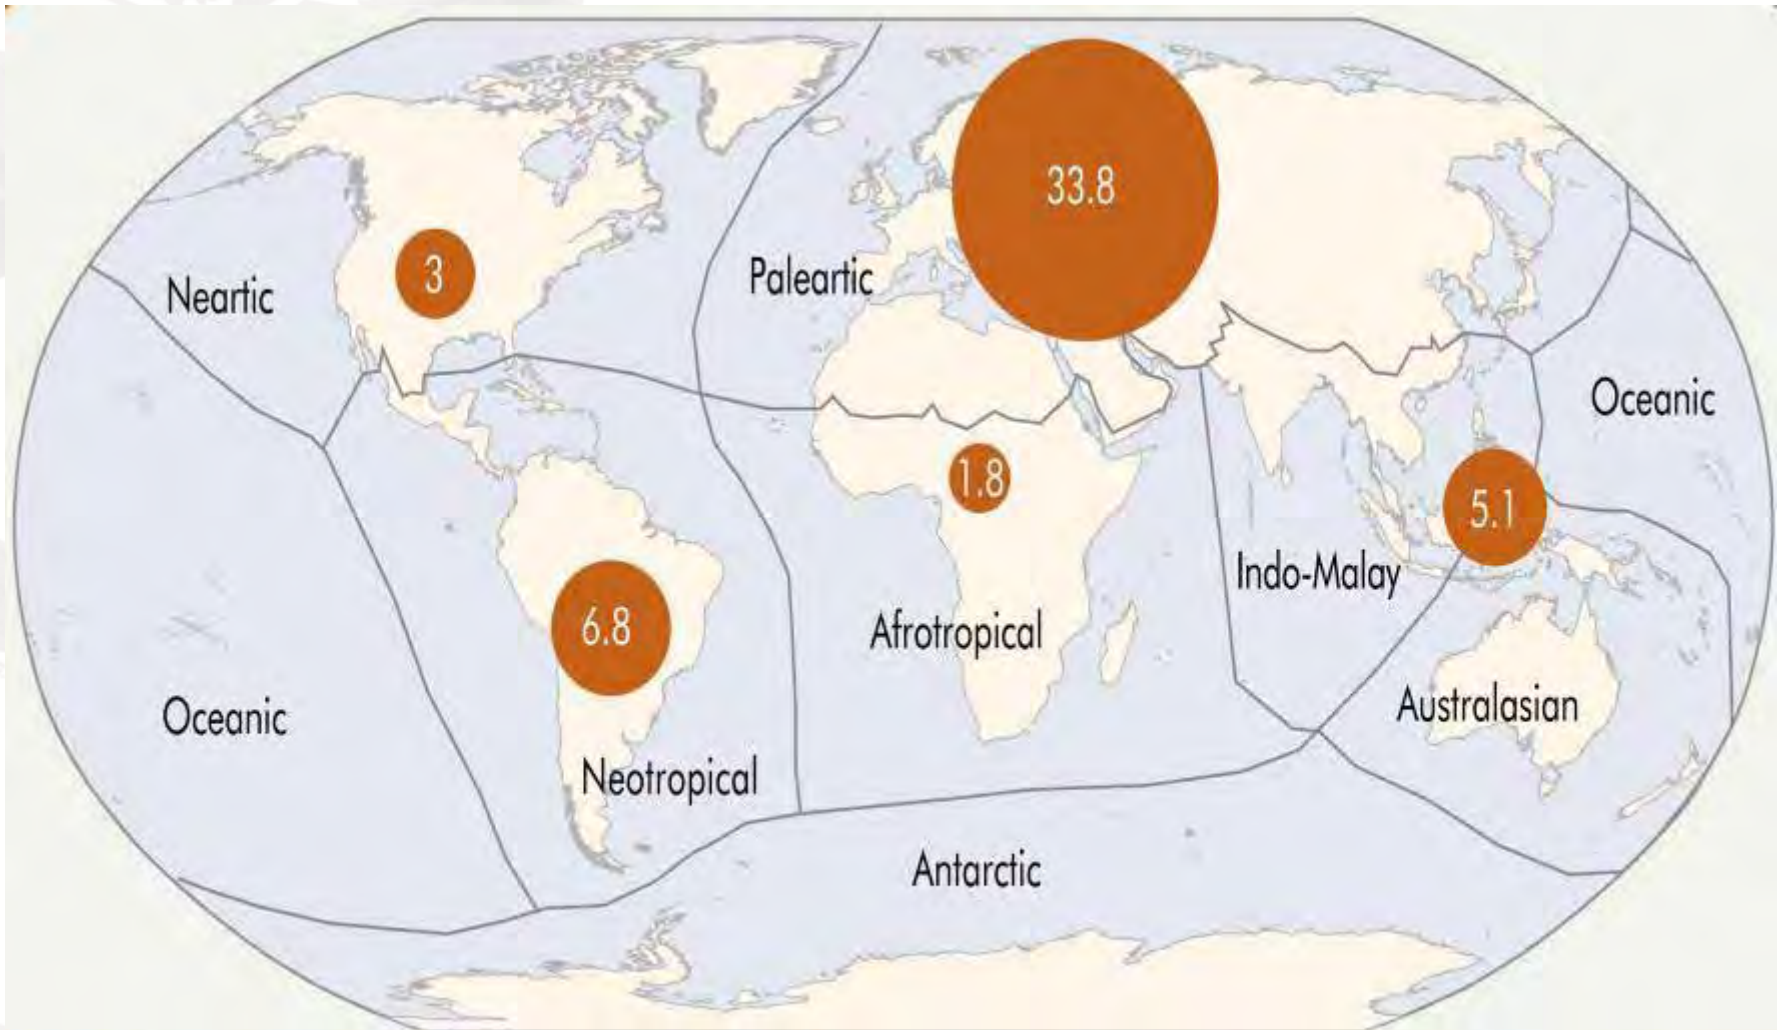 33.8
3
Neartic
Paleartic
Oceanic
1.8
5.1
Indo-Malay
6.8
Afrotropical
Australasian
Oceanic
Neotropical
Antarctic